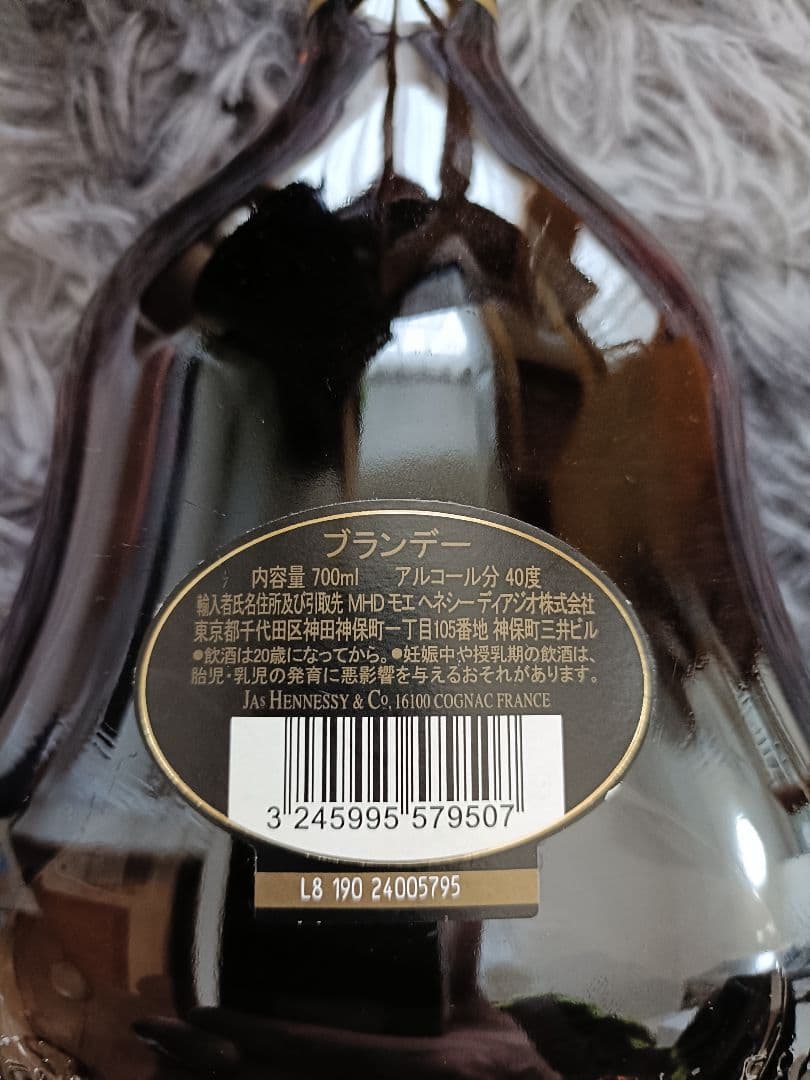 ブランデー
内容量 700ml アルコール分 40度
輸入者氏名住所及び引取先 MHD モエ ヘネシー ディアジオ株式会社
東京都千代田区神田神保町一丁目105番地 神保町三井ビル
●飲酒は20歳になってから。●妊娠中や授乳期の飲酒は、
胎児・乳児の発育に悪影響を与えるおそれがあります。
JAS HENNESSY & CO, 16100 COGNAC FRANCE
3 245995 579507
L8 190 24005795